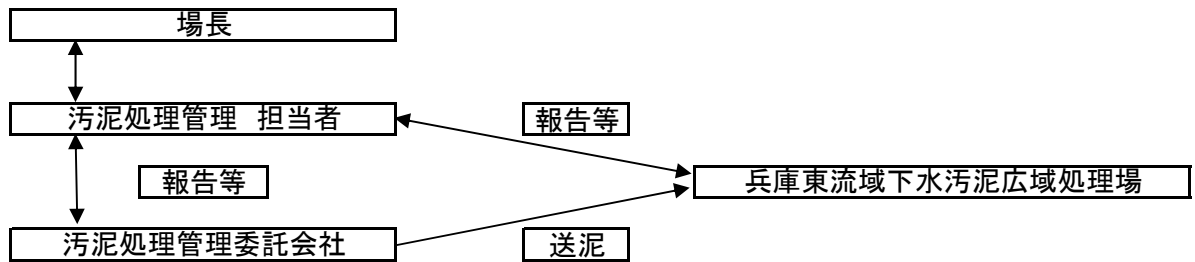 場長
汚泥処理管理　担当者
報告等
報告等
兵庫東流域下水汚泥広域処理場
汚泥処理管理委託会社
送泥